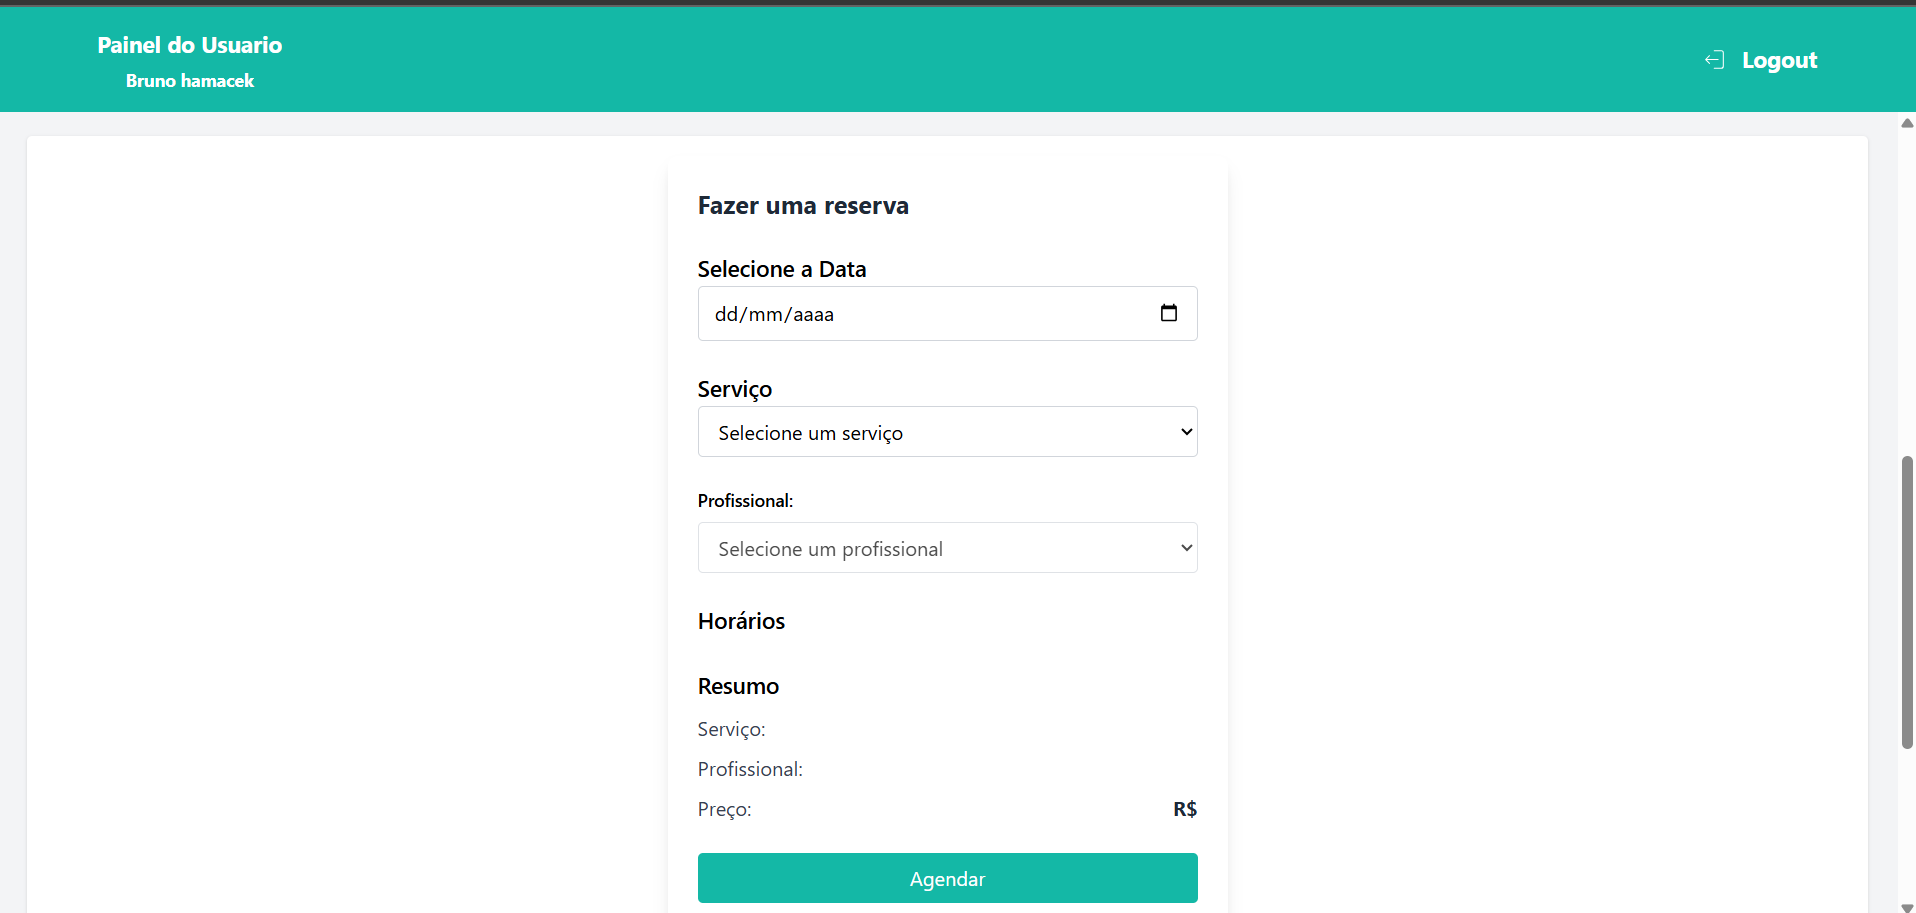 Painel do Usuario
Bruno hamacek
Logout
Fazer uma reserva
Selecione a Data
dd/mm/aaaa
Serviço
Selecione um serviço
Profissional:
Selecione um profissional
Horários
Resumo
Serviço:
Profissional:
Preço: R$
Agendar